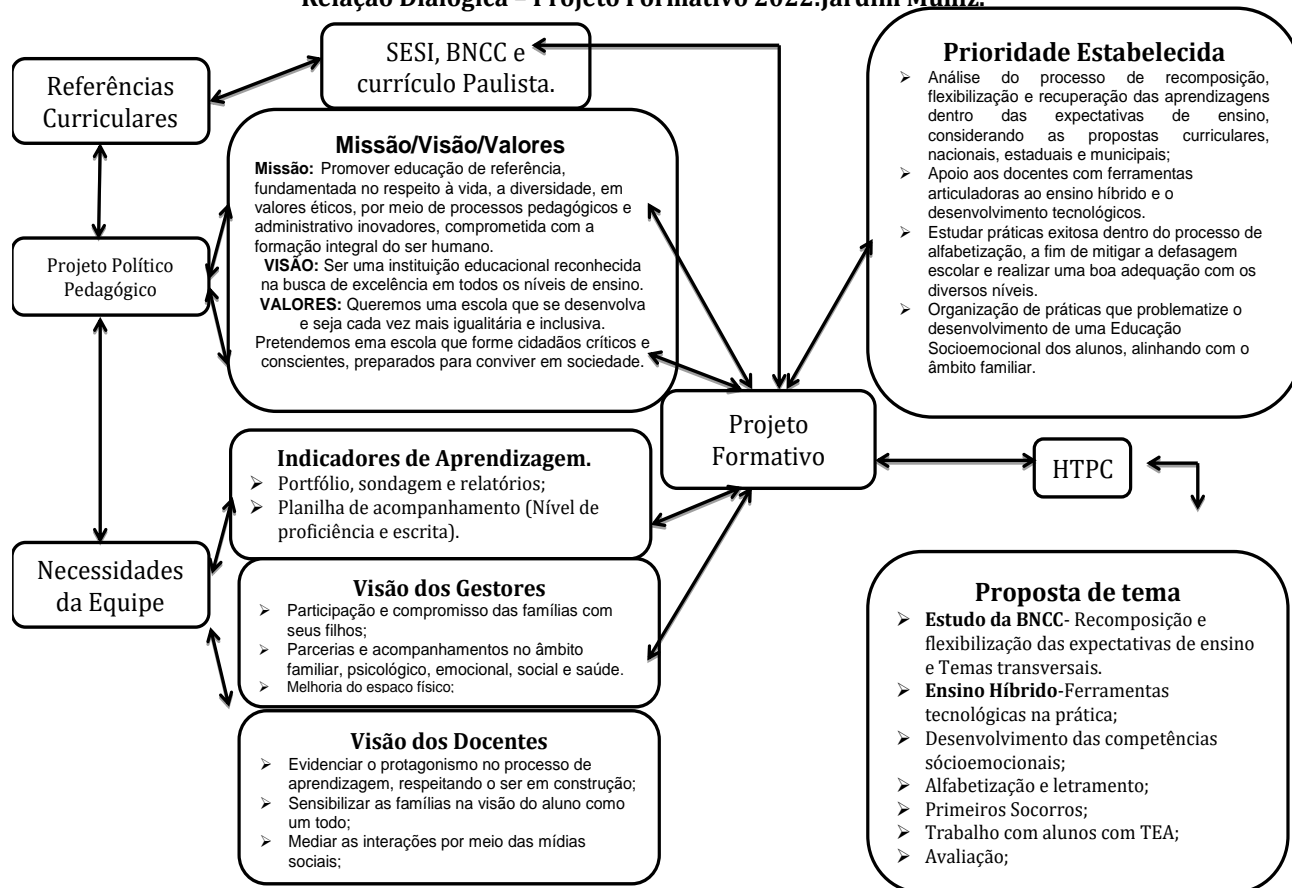 Relação Dialógica – Projeto Formativo 2022.Jardim Muniz.
SESI, BNCC e
currículo Paulista.
Referências
Curriculares
Missão/Visão/Valores
Missão: Promover educação de referência,
fundamentada no respeito à vida, a diversidade, em
valores éticos, por meio de processos pedagógicos e
administrativo inovadores, comprometida com a
formação integral do ser humano.
VISÃO: Ser uma instituição educacional reconhecida
na busca de excelência em todos os níveis de ensino.
VALORES: Queremos uma escola que se desenvolva
e seja cada vez mais igualitária e inclusiva.
Pretendemos ema escola que forme cidadãos críticos e
conscientes, preparados para conviver em sociedade.
Projeto Político
Pedagógico
Prioridade Estabelecida
➢ Análise do processo de recomposição,
flexibilização e recuperação das aprendizagens
dentro das expectativas de ensino,
considerando as propostas curriculares,
nacionais, estaduais e municipais;
➢ Apoio aos docentes com ferramentas
articuladoras ao ensino híbrido e o
desenvolvimento tecnológicos.
➢ Estudar práticas exitosa dentro do processo de
alfabetização, a fim de mitigar a defasagem
escolar e realizar uma boa adequação com os
diversos níveis.
➢ Organização de práticas que problematize o
desenvolvimento de uma Educação
Socioemocional dos alunos, alinhando com o
âmbito familiar.
Projeto
Formativo
HTPC
Indicadores de Aprendizagem.
➢ Portfólio, sondagem e relatórios;
➢ Planilha de acompanhamento (Nível de
proficiência e escrita).
Necessidades
da Equipe
Visão dos Gestores
➢ Participação e compromisso das famílias com
seus filhos;
➢ Parcerias e acompanhamentos no âmbito
familiar, psicológico, emocional, social e saúde.
➢ Melhoria do espaço físico;
Visão dos Docentes
➢ Evidenciar o protagonismo no processo de
aprendizagem, respeitando o ser em construção;
➢ Sensibilizar as famílias na visão do aluno como
um todo;
➢ Mediar as interações por meio das mídias
sociais;
Proposta de tema
➢ Estudo da BNCC- Recomposição e
flexibilização das expectativas de ensino
e Temas transversais.
➢ Ensino Híbrido-Ferramentas
tecnológicas na prática;
➢ Desenvolvimento das competências
sócioemocionais;
➢ Alfabetização e letramento;
➢ Primeiros Socorros;
➢ Trabalho com alunos com TEA;
➢ Avaliação;